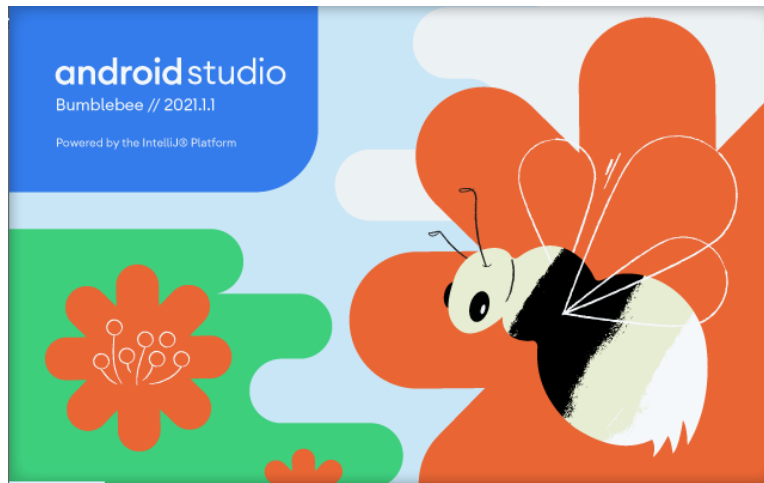 android studio
Bumblebee // 2021.1.1
Powered by the IntelliJ® Platform